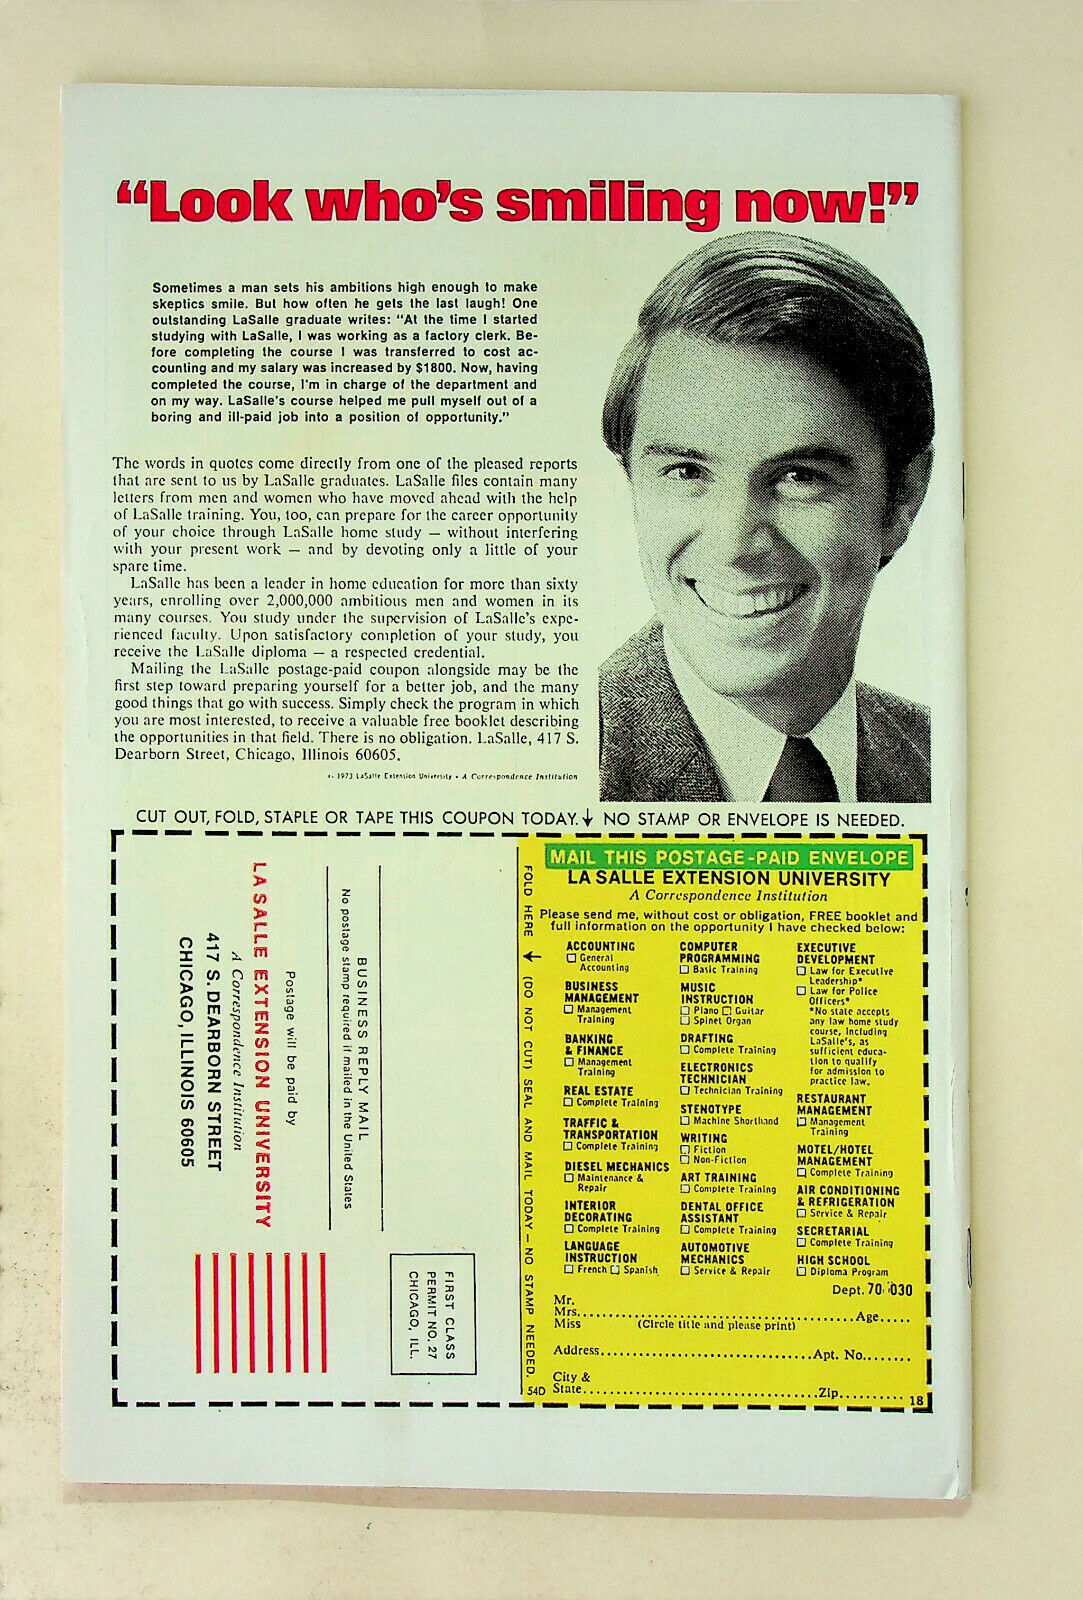 “Look who's smiling now!”
Sometimes a man sets his ambitions high enough to make
skeptics smile. But how often he gets the last laugh! One
outstanding LaSalle graduate writes: “At the time I started
studying with LaSalle, I was working as a factory clerk. Be-
fore completing the course I was transferred to cost ac-
counting and my salary was increased by $1800. Now, having
completed the course, I'm in charge of the department and
on my way. LaSalle's course helped me pull myself out of a
boring and ill-paid job into a position of opportunity.”
The words in quotes come directly from one of the pleased reports
that are sent to us by LaSalle graduates. LaSalle files contain many
letters from men and women who have moved ahead with the help
of LaSalle training. You, too, can prepare for the career opportunity
of your choice through LaSalle home study — without interfering
with your present work — and by devoting only a little of your
spare time.
LaSalle has been a leader in home education for more than sixty
years, enrolling over 2,000,000 ambitious men and women in its
many courses. You study under the supervision of LaSalle's expe-
rienced faculty. Upon satisfactory completion of your study, you
receive the LaSalle diploma — a respected credential.
Mailing the LaSalle postage-paid coupon alongside may be the
first step toward preparing yourself for a better job, and the many
good things that go with success. Simply check the program in which
you are most interested, to receive a valuable free booklet describing
the opportunities in that field. There is no obligation. LaSalle, 417 S.
Dearborn Street, Chicago, Illinois 60605.
© 1973 LaSalle Extension University • A Correspondence Institution
CUT OUT, FOLD, STAPLE OR TAPE THIS COUPON TODAY.↓ NO STAMP OR ENVELOPE IS NEEDED.
FIRST CLASS
PERMIT NO. 27
CHICAGO, ILL.
BUSINESS REPLY MAIL
No postage stamp required if mailed in the United States
Postage will be paid by
LASALLE EXTENSION UNIVERSITY
A Correspondence Institution
417 S. DEARBORN STREET
CHICAGO, ILLINOIS 60605
FOLD HERE ↓ (DO NOT CUT) SEAL AND MAIL TODAY — NO STAMP NEEDED.
54D
MAIL THIS POSTAGE-PAID ENVELOPE
LA SALLE EXTENSION UNIVERSITY
A Correspondence Institution
Please send me, without cost or obligation, FREE booklet and
full information on the opportunity I have checked below:
ACCOUNTING
☐ General
Accounting
BUSINESS
MANAGEMENT
☐ Management
Training
BANKING
& FINANCE
☐ Management
Training
REAL ESTATE
☐ Complete Training
TRAFFIC &
TRANSPORTATION
☐ Complete Training
DIESEL MECHANICS
☐ Maintenance &
Repair
INTERIOR
DECORATING
☐ Complete Training
LANGUAGE
INSTRUCTION
☐ French ☐ Spanish
COMPUTER
PROGRAMMING
☐ Basic Training
MUSIC
INSTRUCTION
☐ Piano ☐ Guitar
☐ Spinet Organ
DRAFTING
☐ Complete Training
ELECTRONICS
TECHNICIAN
☐ Technician Training
STENOTYPE
☐ Machine Shorthand
WRITING
☐ Fiction
☐ Non-Fiction
ART TRAINING
☐ Complete Training
DENTAL OFFICE
ASSISTANT
☐ Complete Training
AUTOMOTIVE
MECHANICS
☐ Service & Repair
EXECUTIVE
DEVELOPMENT
☐ Law for Executive
Leadership*
☐ Law for Police
Officers*
*No state accepts
any law home study
course, including
LaSalle's, as
sufficient educa-
tion to qualify
for admission to
practice law.
RESTAURANT
MANAGEMENT
☐ Management
Training
MOTEL/HOTEL
MANAGEMENT
☐ Complete Training
AIR CONDITIONING
& REFRIGERATION
☐ Service & Repair
SECRETARIAL
☐ Complete Training
HIGH SCHOOL
☐ Diploma Program
Dept. 70-030
Mr.
Mrs. Age
Miss (Circle title and please print)
Address Apt. No.
City &
State Zip
18